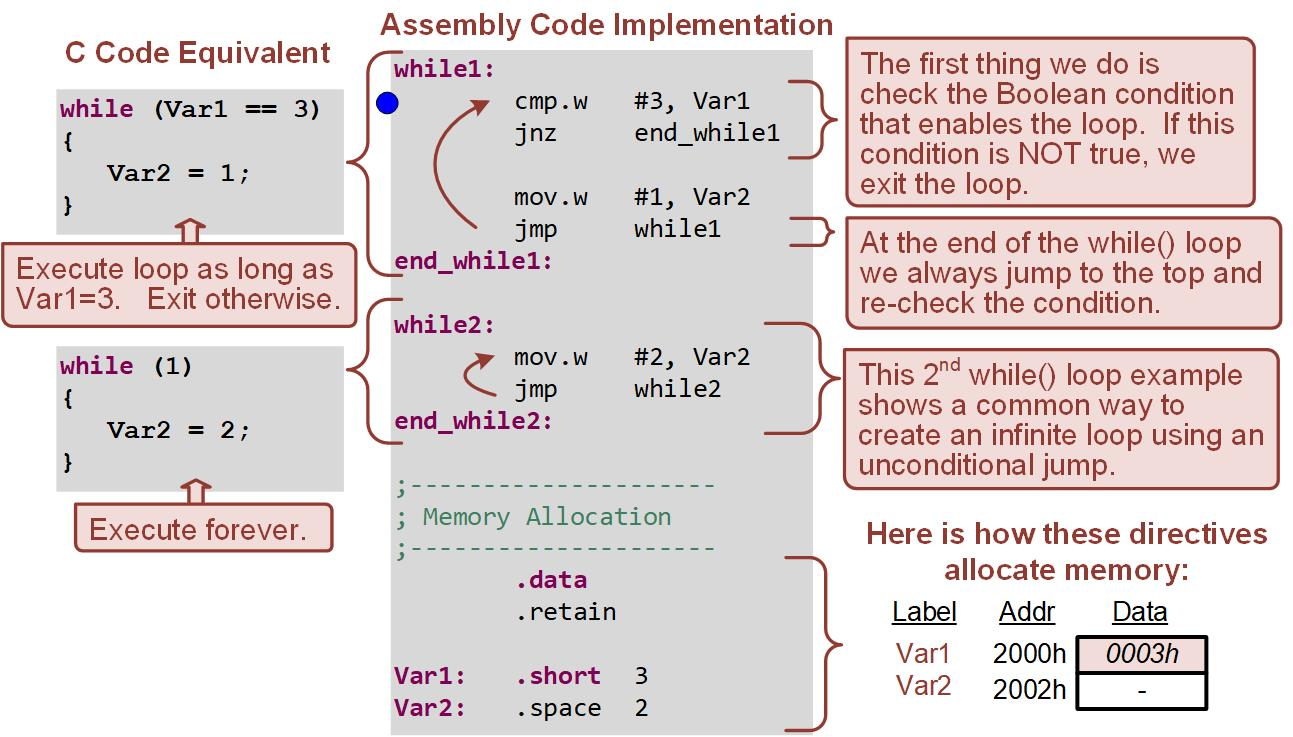 Assembly Code Implementation
C Code Equivalent
while (Var1 == 3)
{
Var2 = 1;
}
Execute loop as long as
Var1=3. Exit otherwise.
while (1)
{
Var2 = 2;
}
Execute forever.
while1:
cmp.w #3, Var1
jnz end_while1
mov.w #1, Var2
jmp while1
end_while1:
while2:
mov.w #2, Var2
jmp while2
end_while2:
;---------------------
; Memory Allocation
;---------------------
.data
.retain
Var1: .short 3
Var2: .space 2
The first thing we do is
check the Boolean condition
that enables the loop. If this
condition is NOT true, we
exit the loop.
At the end of the while() loop
we always jump to the top and
re-check the condition.
This 2nd while() loop example
shows a common way to
create an infinite loop using an
unconditional jump.
Here is how these directives
allocate memory:
Label Addr Data
Var1 2000h 0003h
Var2 2002h -